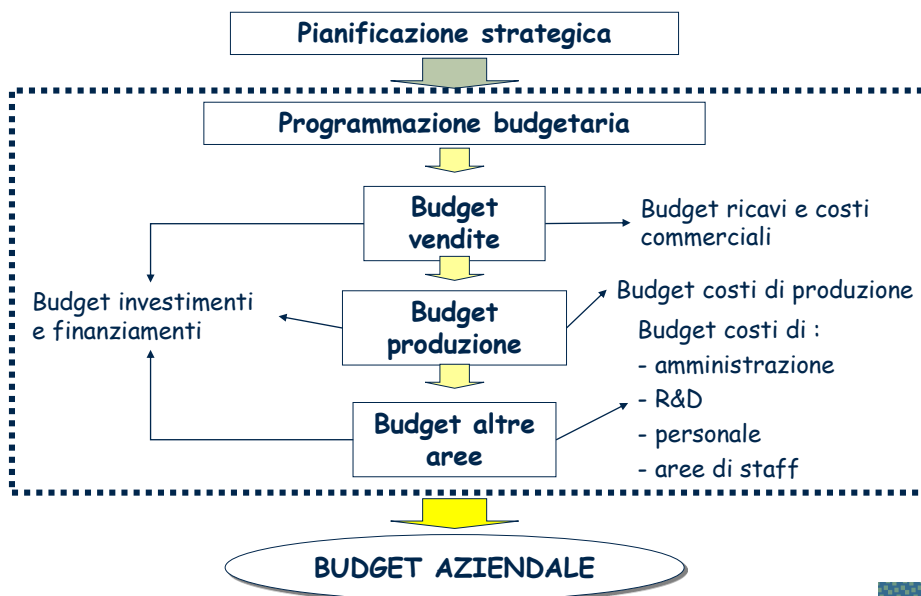 Pianificazione strategica
Programmazione budgetaria
Budget
vendite
Budget ricavi e costi
commerciali
Budget investimenti
e finanziamenti
Budget
produzione
Budget costi di produzione
Budget costi di :
- amministrazione
- R&D
- personale
- aree di staff
Budget altre
aree
BUDGET AZIENDALE